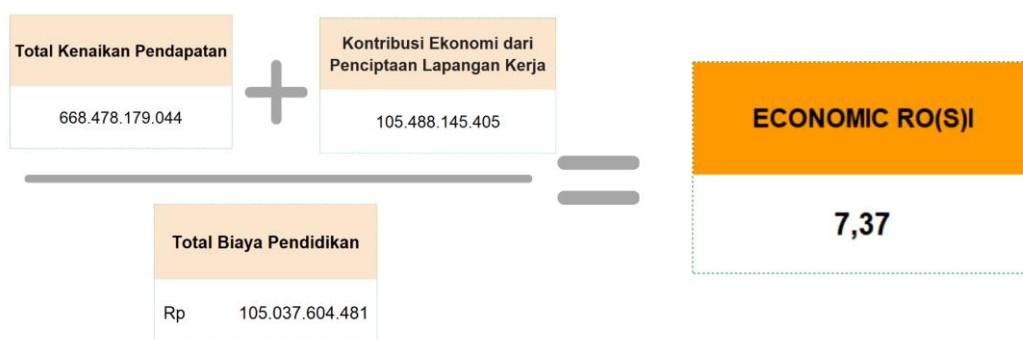 Total Kenaikan Pendapatan
668.478.179.044
Kontribusi Ekonomi dari
Penciptaan Lapangan Kerja
105.488.145.405
Total Biaya Pendidikan
Rp 105.037.604.481
ECONOMIC RO(S)I
7,37